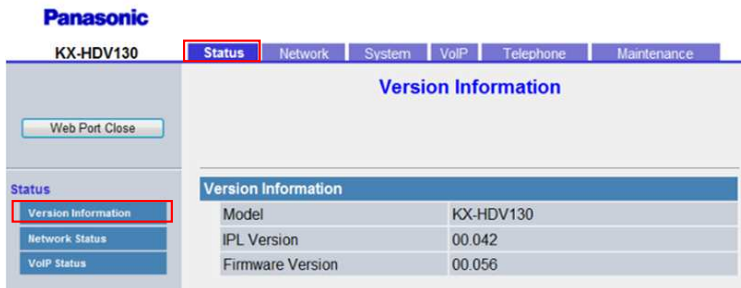 Panasonic
KX-HDV130
Status Network System VoIP Telephone Maintenance
Version Information
Web Port Close
Status
Version Information
Network Status
VoIP Status
Version Information
Model KX-HDV130
IPL Version 00.042
Firmware Version 00.056